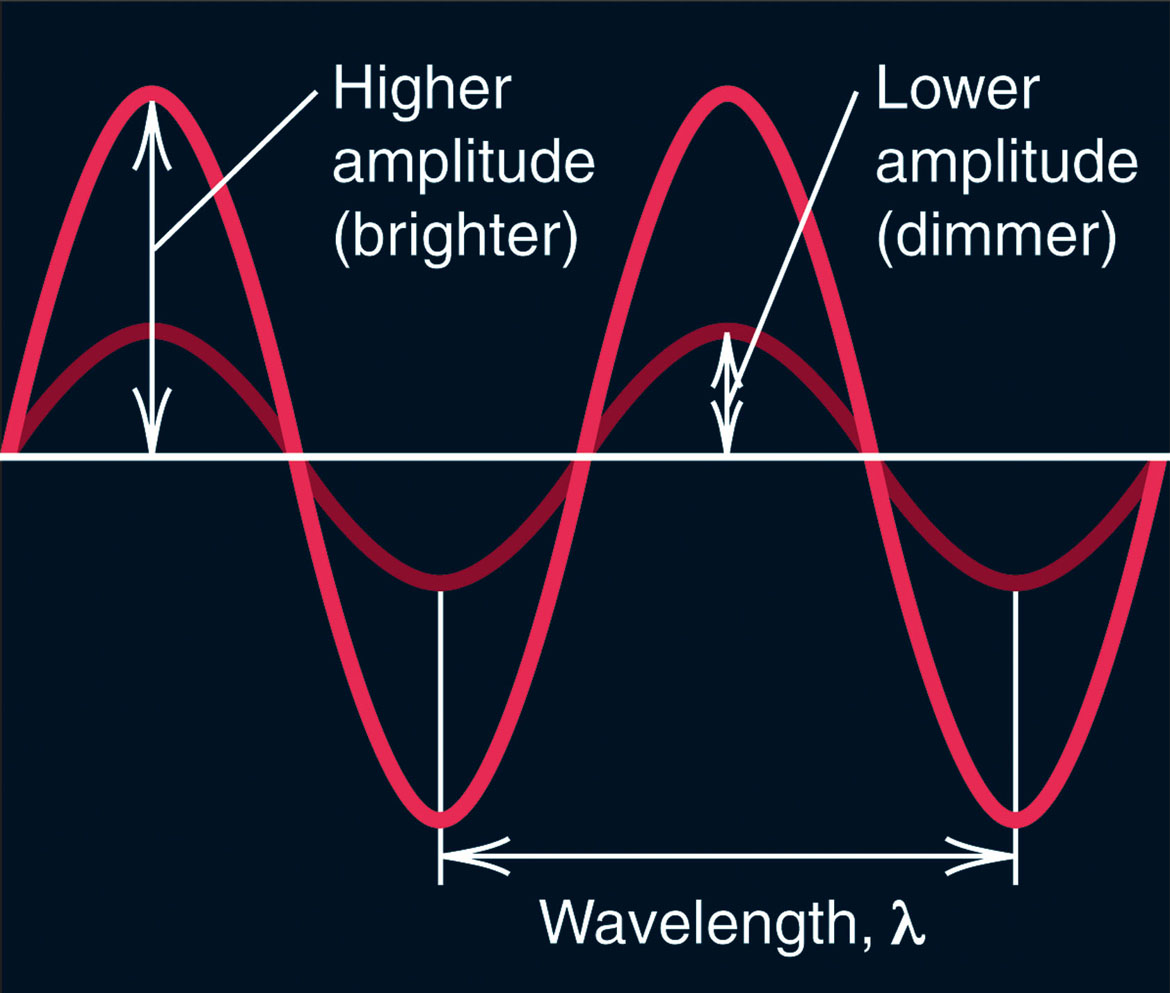 Higher
amplitude
(brighter)
Lower
amplitude
(dimmer)
Wavelength, λ